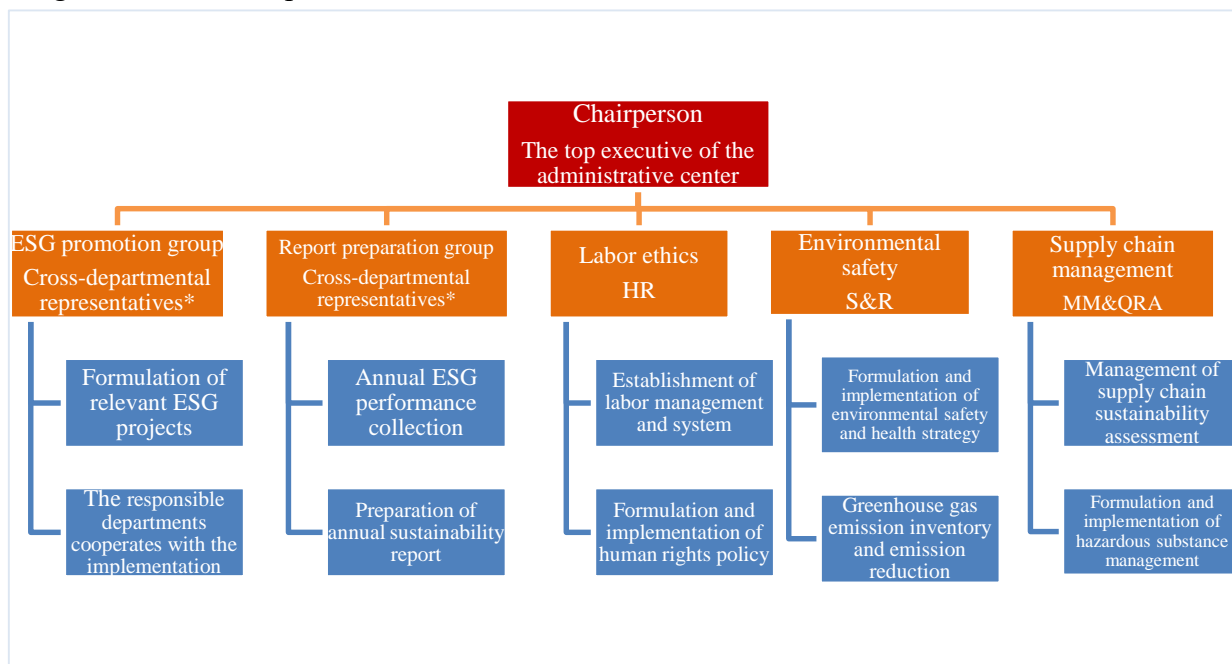 Chairperson
The top executive of the
administrative center
ESG promotion group
Cross-departmental
representatives*
Report preparation group
Cross-departmental
representatives*
Labor ethics
HR
Environmental
safety
S&R
Supply chain
management
MM&QRA
Formulation of
relevant ESG
projects
Annual ESG
performance
collection
Establishment of
labor management
and system
Formulation and
implementation of
environmental safety
and health strategy
Management of
supply chain
sustainability
assessment
The responsible
departments
cooperates with the
implementation
Preparation of
annual sustainability
report
Formulation and
implementation of
human rights policy
Greenhouse gas
emission inventory
and emission
reduction
Formulation and
implementation of
hazardous substance
management